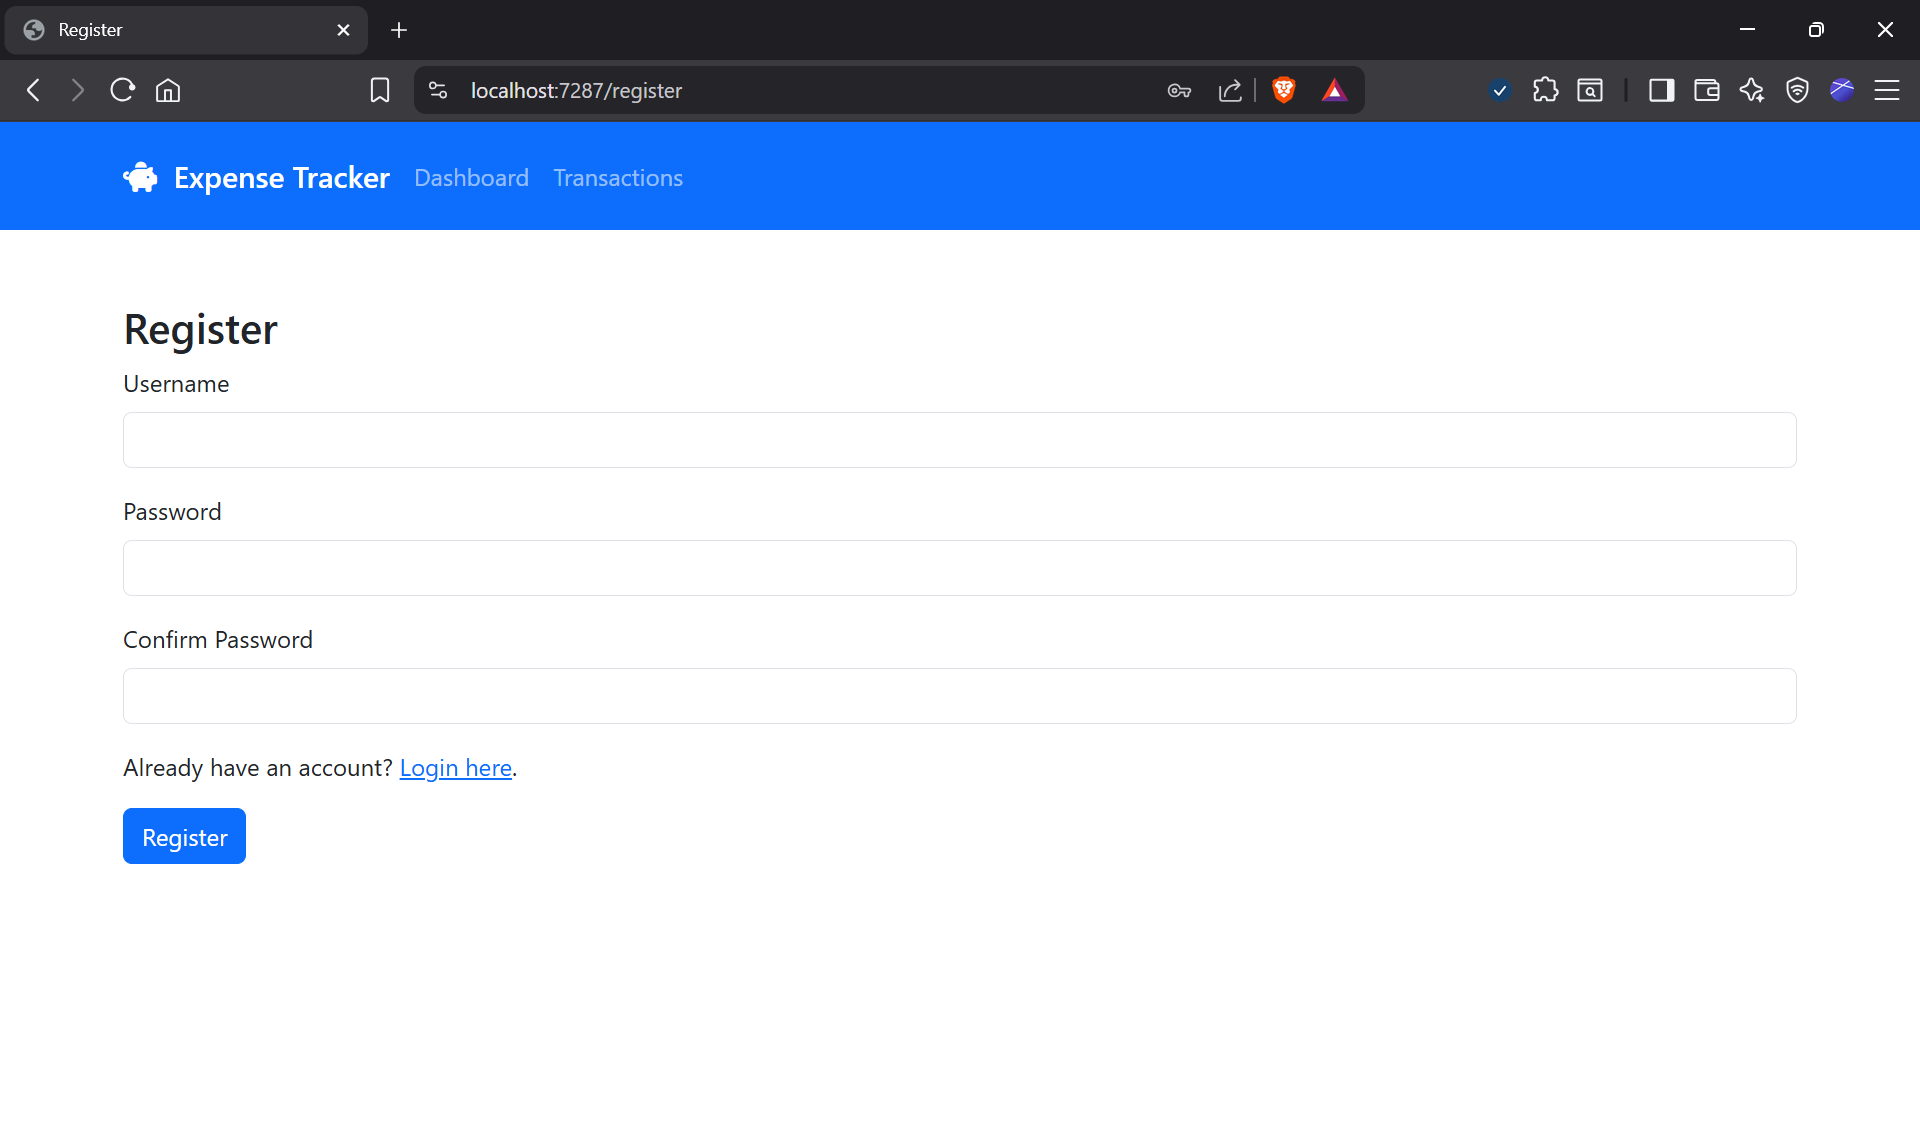 Register
localhost:7287/register
Expense Tracker Dashboard Transactions
Register
Username
Password
Confirm Password
Already have an account? Login here.
Register